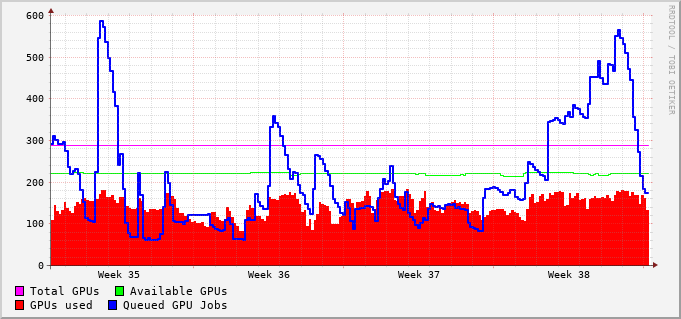 600
500
400
300
200
100
0
Week 35 Week 36 Week 37 Week 38
Total GPUs Available GPUs
GPUs used Queued GPU Jobs
RRDTOOL / TOBI OETIKER